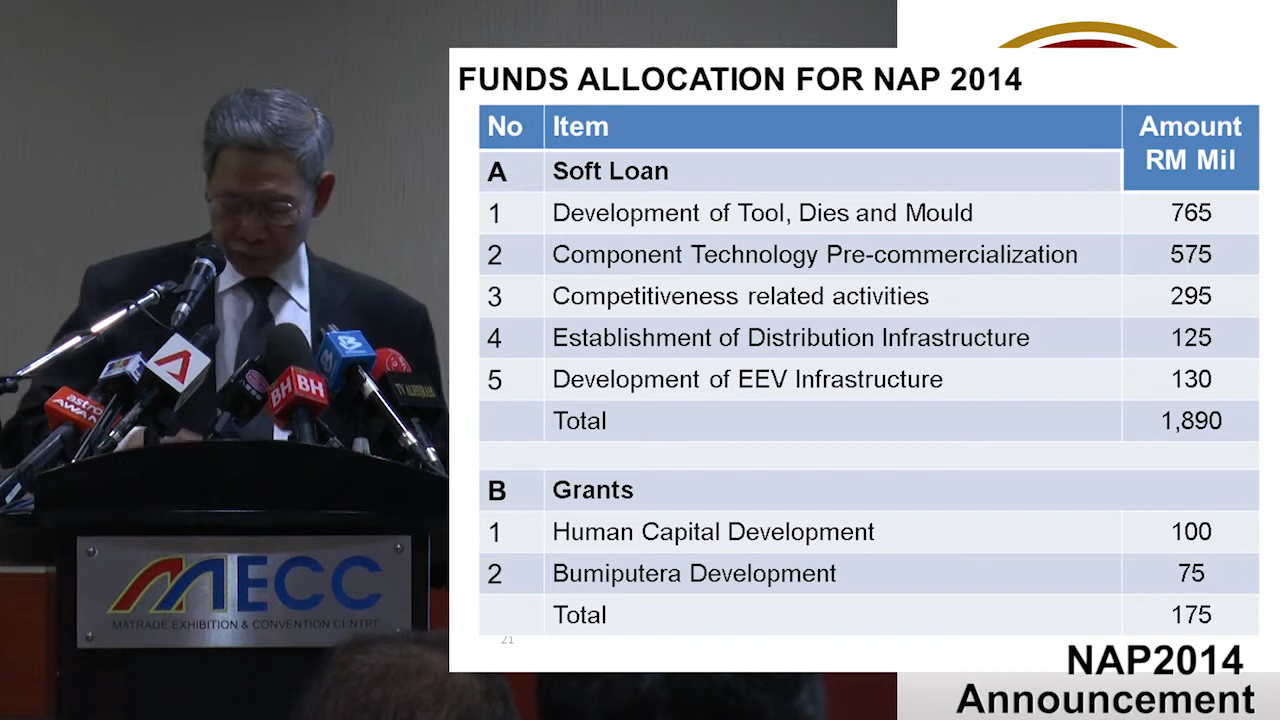 FUNDS ALLOCATION FOR NAP 2014
No Item Amount RM Mil
A Soft Loan
1 Development of Tool, Dies and Mould 765
2 Component Technology Pre-commercialization 575
3 Competitiveness related activities 295
4 Establishment of Distribution Infrastructure 125
5 Development of EEV Infrastructure 130
Total 1,890
B Grants
1 Human Capital Development 100
2 Bumiputera Development 75
Total 175
21
NAP2014
Announcement
astro
AWANI
BH BH
TV ALHIJRAH
MECC
MATRADE EXHIBITION & CONVENTION CENTRE